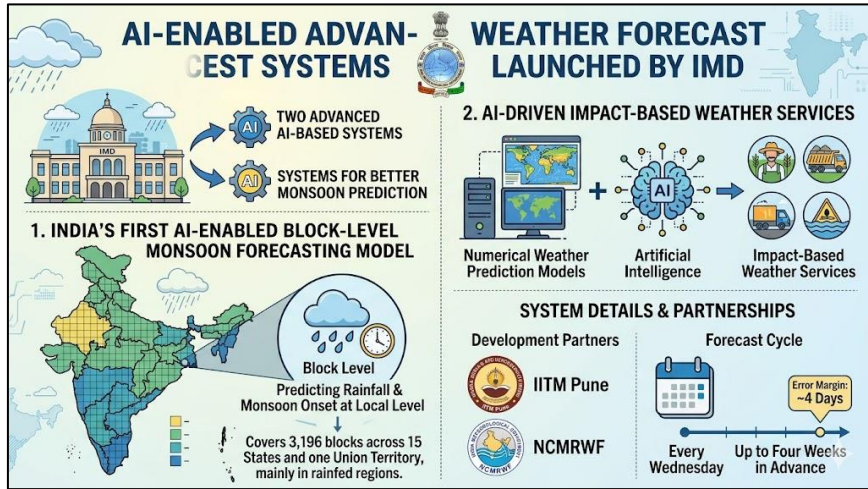 AI-ENABLED ADVAN-
CEST SYSTEMS
WEATHER FORECAST
LAUNCHED BY IMD
IMD
AI
TWO ADVANCED
AI-BASED SYSTEMS
AI
SYSTEMS FOR BETTER
MONSOON PREDICTION
1. INDIA'S FIRST AI-ENABLED BLOCK-LEVEL
MONSOON FORECASTING MODEL
Block Level
Predicting Rainfall &
Monsoon Onset at Local Level
Covers 3,196 blocks across 15
States and one Union Territory,
mainly in rainfed regions.
2. AI-DRIVEN IMPACT-BASED WEATHER SERVICES
AI
Numerical Weather
Prediction Models
Artificial
Intelligence
Impact-Based
Weather Services
SYSTEM DETAILS & PARTNERSHIPS
Development Partners
IITM Pune
IITM Pune
NCMRWF
NCMRWF
Forecast Cycle
Error Margin:
~4 Days
Every
Wednesday
Up to Four Weeks
in Advance